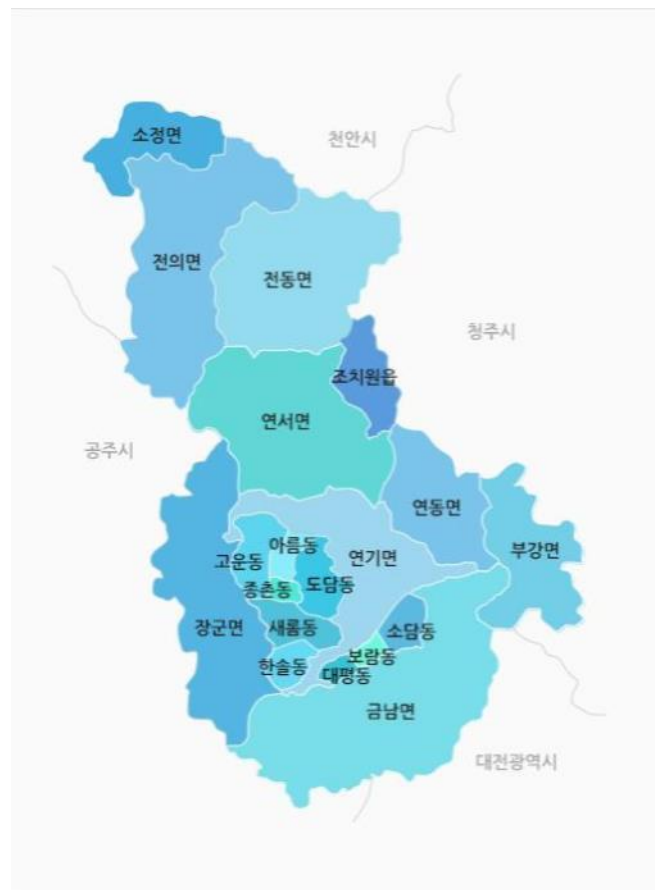 소정면
천안시
전의면
전동면
청주시
조치원읍
연서면
공주시
연동면
아름동
부강면
고운동
연기면
도담동
종촌동
장군면
새롬동
소담동
보람동
한솔동
대평동
금남면
대전광역시